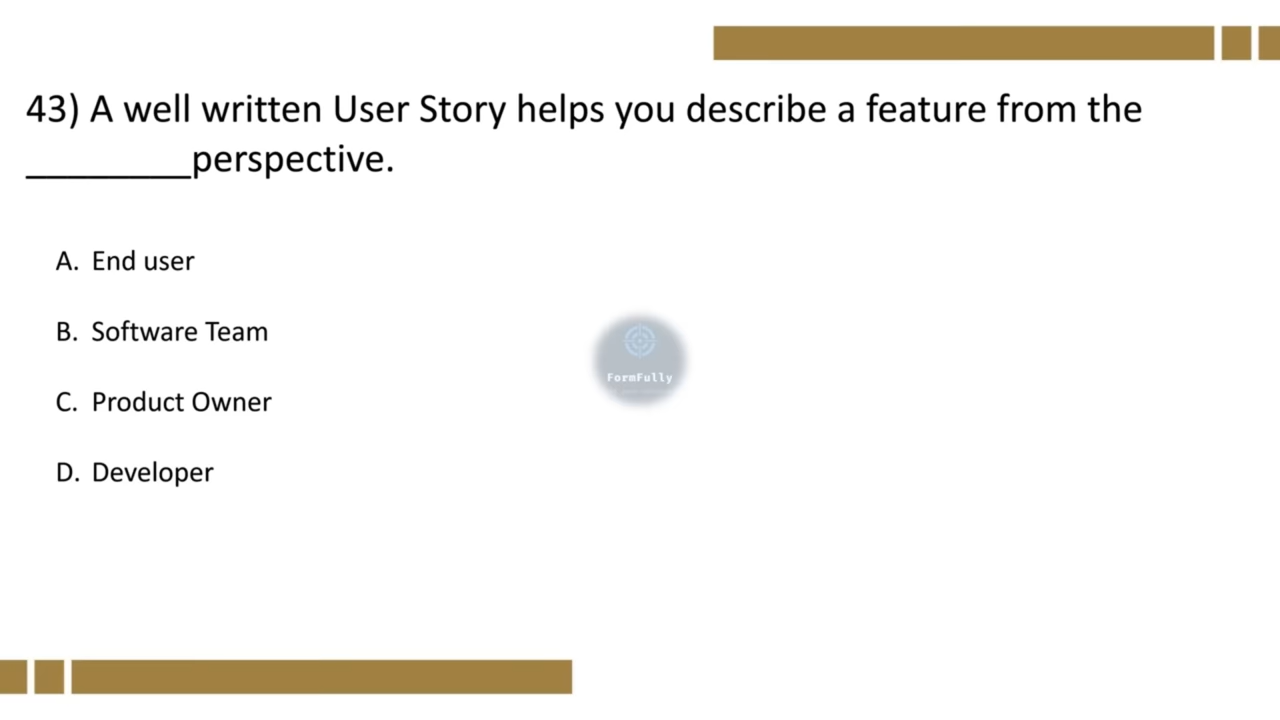 43) A well written User Story helps you describe a feature from the
________perspective.
A. End user
B. Software Team
C. Product Owner
D. Developer
FormFully